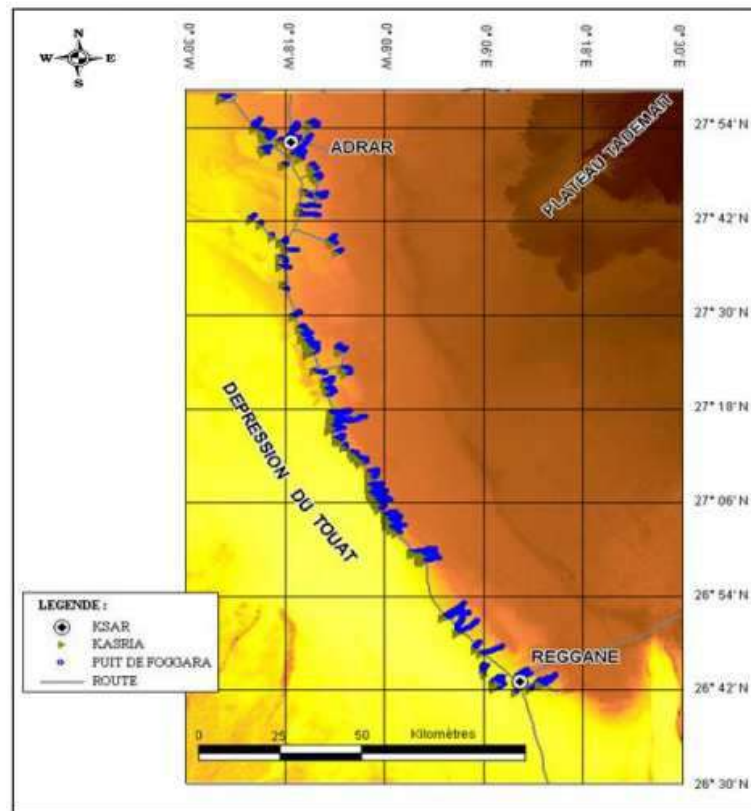 N
W E
S
0°30'W 0°18'W 0°06'W 0°06'E 0°18'E 0°30'E
27° 54' N
ADRAR
PLATEAU TADEMAIT
27° 42' N
27° 30' N
27° 18' N
DEPRESSION DU TOUAT
27° 06' N
26° 54' N
LEGENDE :
KSAR
KASRIA
PUIT DE FOGGARA
ROUTE
REGGANE
26° 42' N
0 25 50 Kilomètres
26° 30' N